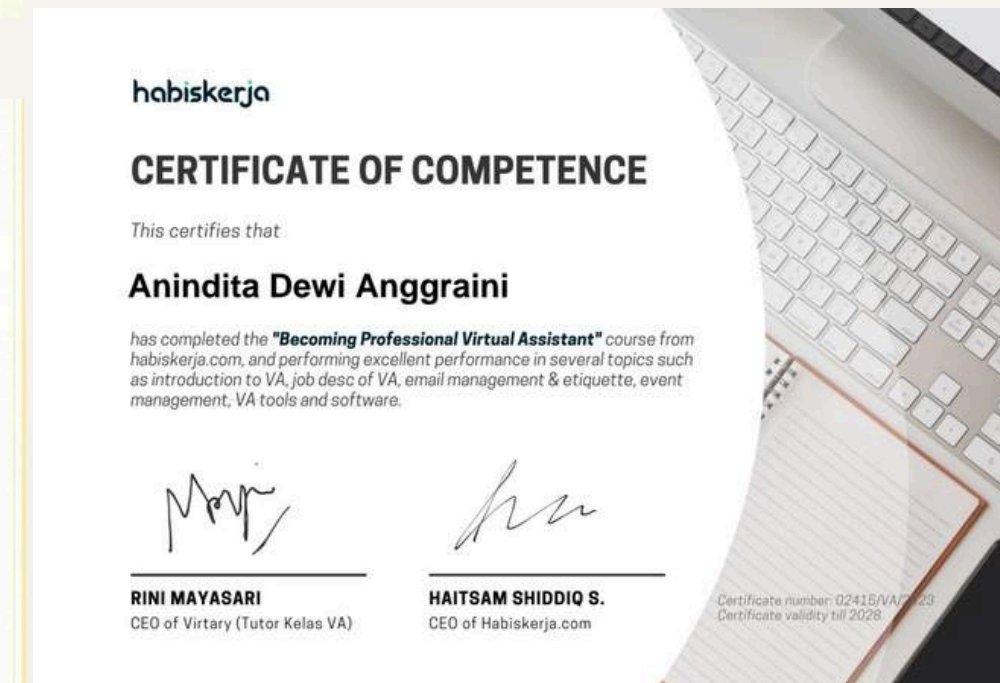 habiskerja
CERTIFICATE OF COMPETENCE
This certifies that
Anindita Dewi Anggraini
has completed the "Becoming Professional Virtual Assistant" course from
habiskerja.com, and performing excellent performance in several topics such
as introduction to VA, job desc of VA, email management & etiquette, event
management, VA tools and software.
RINI MAYASARI
CEO of Virtary (Tutor Kelas VA)
HAITSAM SHIDDIQ S.
CEO of Habiskerja.com
Certificate number: 02415/VA/2023
Certificate validity till 2028